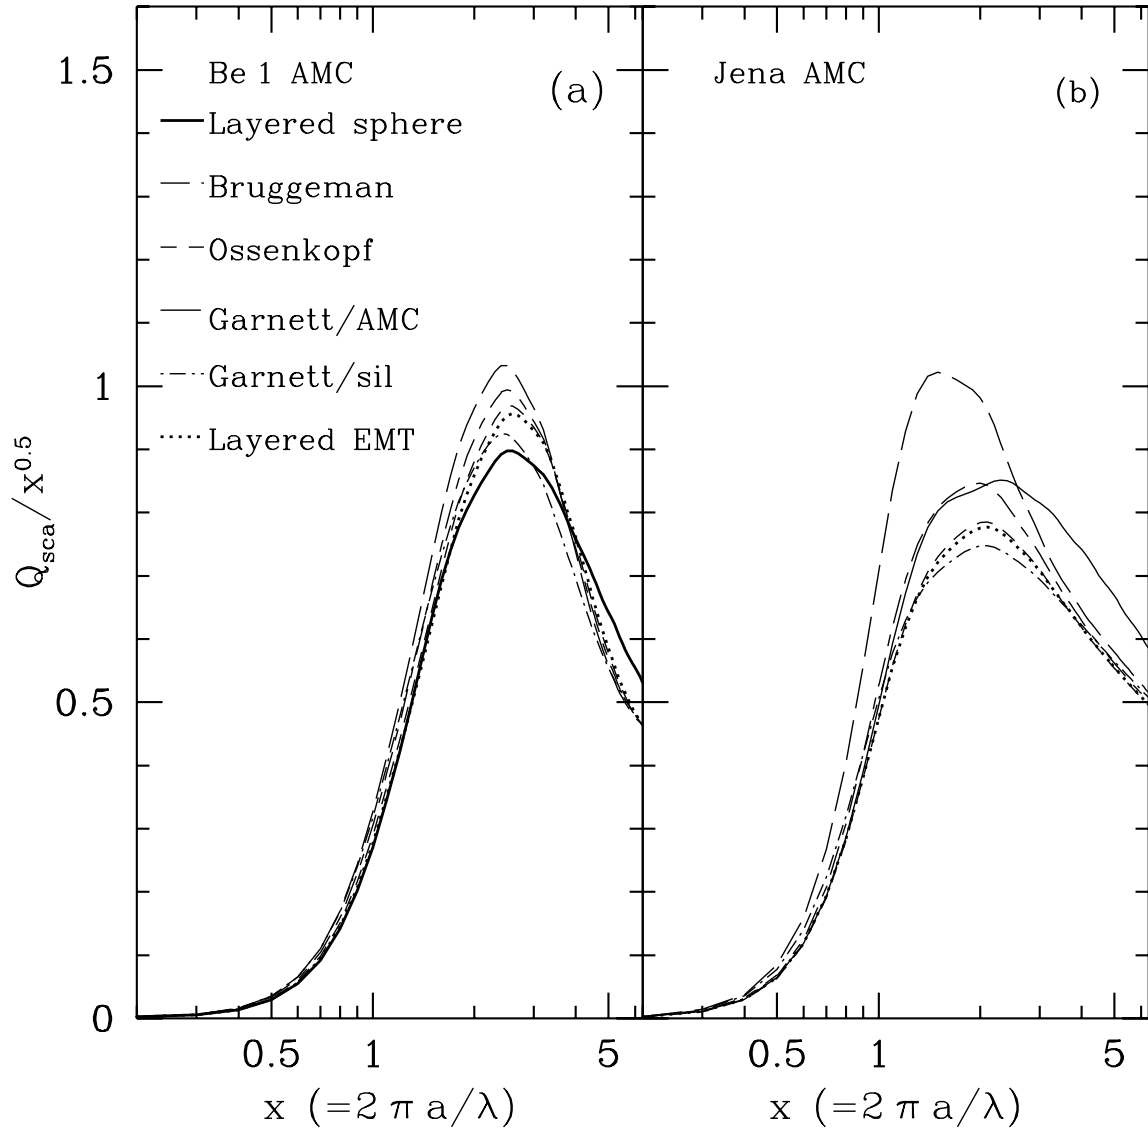 1.5
Be 1 AMC
(a)
Jena AMC
(b)
Layered sphere
Bruggeman
Ossenkopf
Garnett/AMC
Garnett/sil
1
Layered EMT
Q_sca/x^0.5
0.5
0
0.5 1 5
0.5 1 5
x (=2 π a/λ)
x (=2 π a/λ)